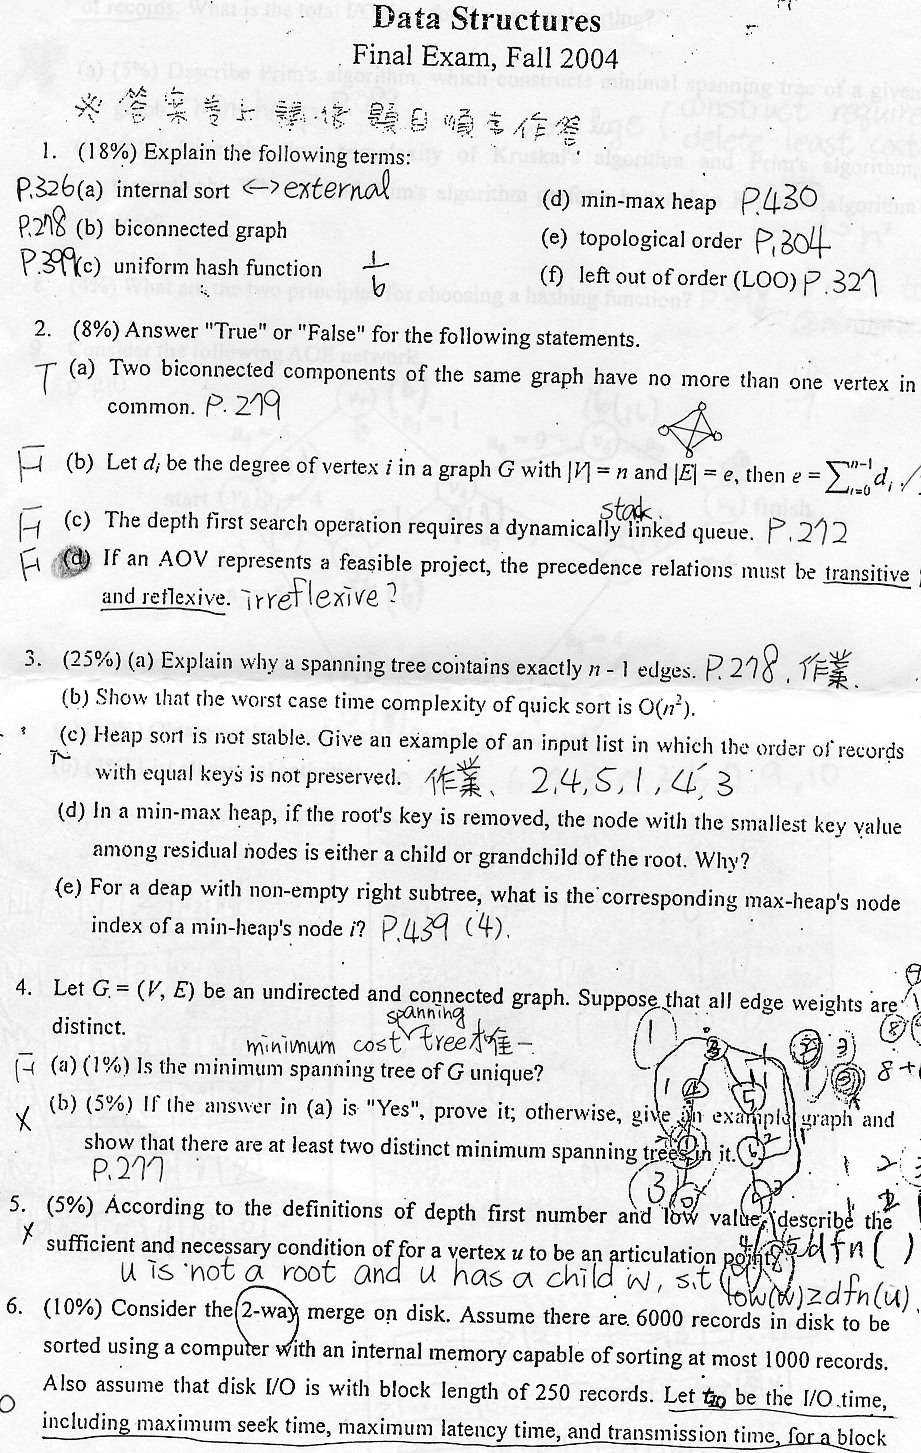 Data Structures
Final Exam, Fall 2004
※ 答案卷上請依題目順序作答
1. (18%) Explain the following terms:
P.326 (a) internal sort <-> external (d) min-max heap P.430
P.278 (b) biconnected graph (e) topological order P.304
P.399 (c) uniform hash function 1/b (f) left out of order (LOO) P.327
2. (8%) Answer "True" or "False" for the following statements.
T (a) Two biconnected components of the same graph have no more than one vertex in
common. P.279
F (b) Let dᵢ be the degree of vertex i in a graph G with |V| = n and |E| = e, then e = ∑ⁿ⁻¹ᵢ₌₀ dᵢ /
stack
F (c) The depth first search operation requires a dynamically linked queue. P.272
F (d) If an AOV represents a feasible project, the precedence relations must be transitive
and reflexive. irreflexive?
3. (25%) (a) Explain why a spanning tree contains exactly n - 1 edges. P.278. 作業.
(b) Show that the worst case time complexity of quick sort is O(n²).
(c) Heap sort is not stable. Give an example of an input list in which the order of records
with equal keys is not preserved. 作業、 2,4,5,1,4',3
(d) In a min-max heap, if the root's key is removed, the node with the smallest key value
among residual nodes is either a child or grandchild of the root. Why?
(e) For a deap with non-empty right subtree, what is the corresponding max-heap's node
index of a min-heap's node i? P.439 (4).
4. Let G = (V, E) be an undirected and connected graph. Suppose that all edge weights are
distinct.
spanning
minimum cost tree 唯一
F (a) (1%) Is the minimum spanning tree of G unique?
X (b) (5%) If the answer in (a) is "Yes", prove it; otherwise, give an example graph and
show that there are at least two distinct minimum spanning trees in it.
P.277
5. (5%) According to the definitions of depth first number and low value, describe the
X sufficient and necessary condition of for a vertex u to be an articulation point. dfn( )
u is not a root and u has a child w, s.t low(w)≥dfn(u).
6. (10%) Consider the 2-way merge on disk. Assume there are 6000 records in disk to be
sorted using a computer with an internal memory capable of sorting at most 1000 records.
Also assume that disk I/O is with block length of 250 records. Let t_IO be the I/O time,
including maximum seek time, maximum latency time, and transmission time, for a block